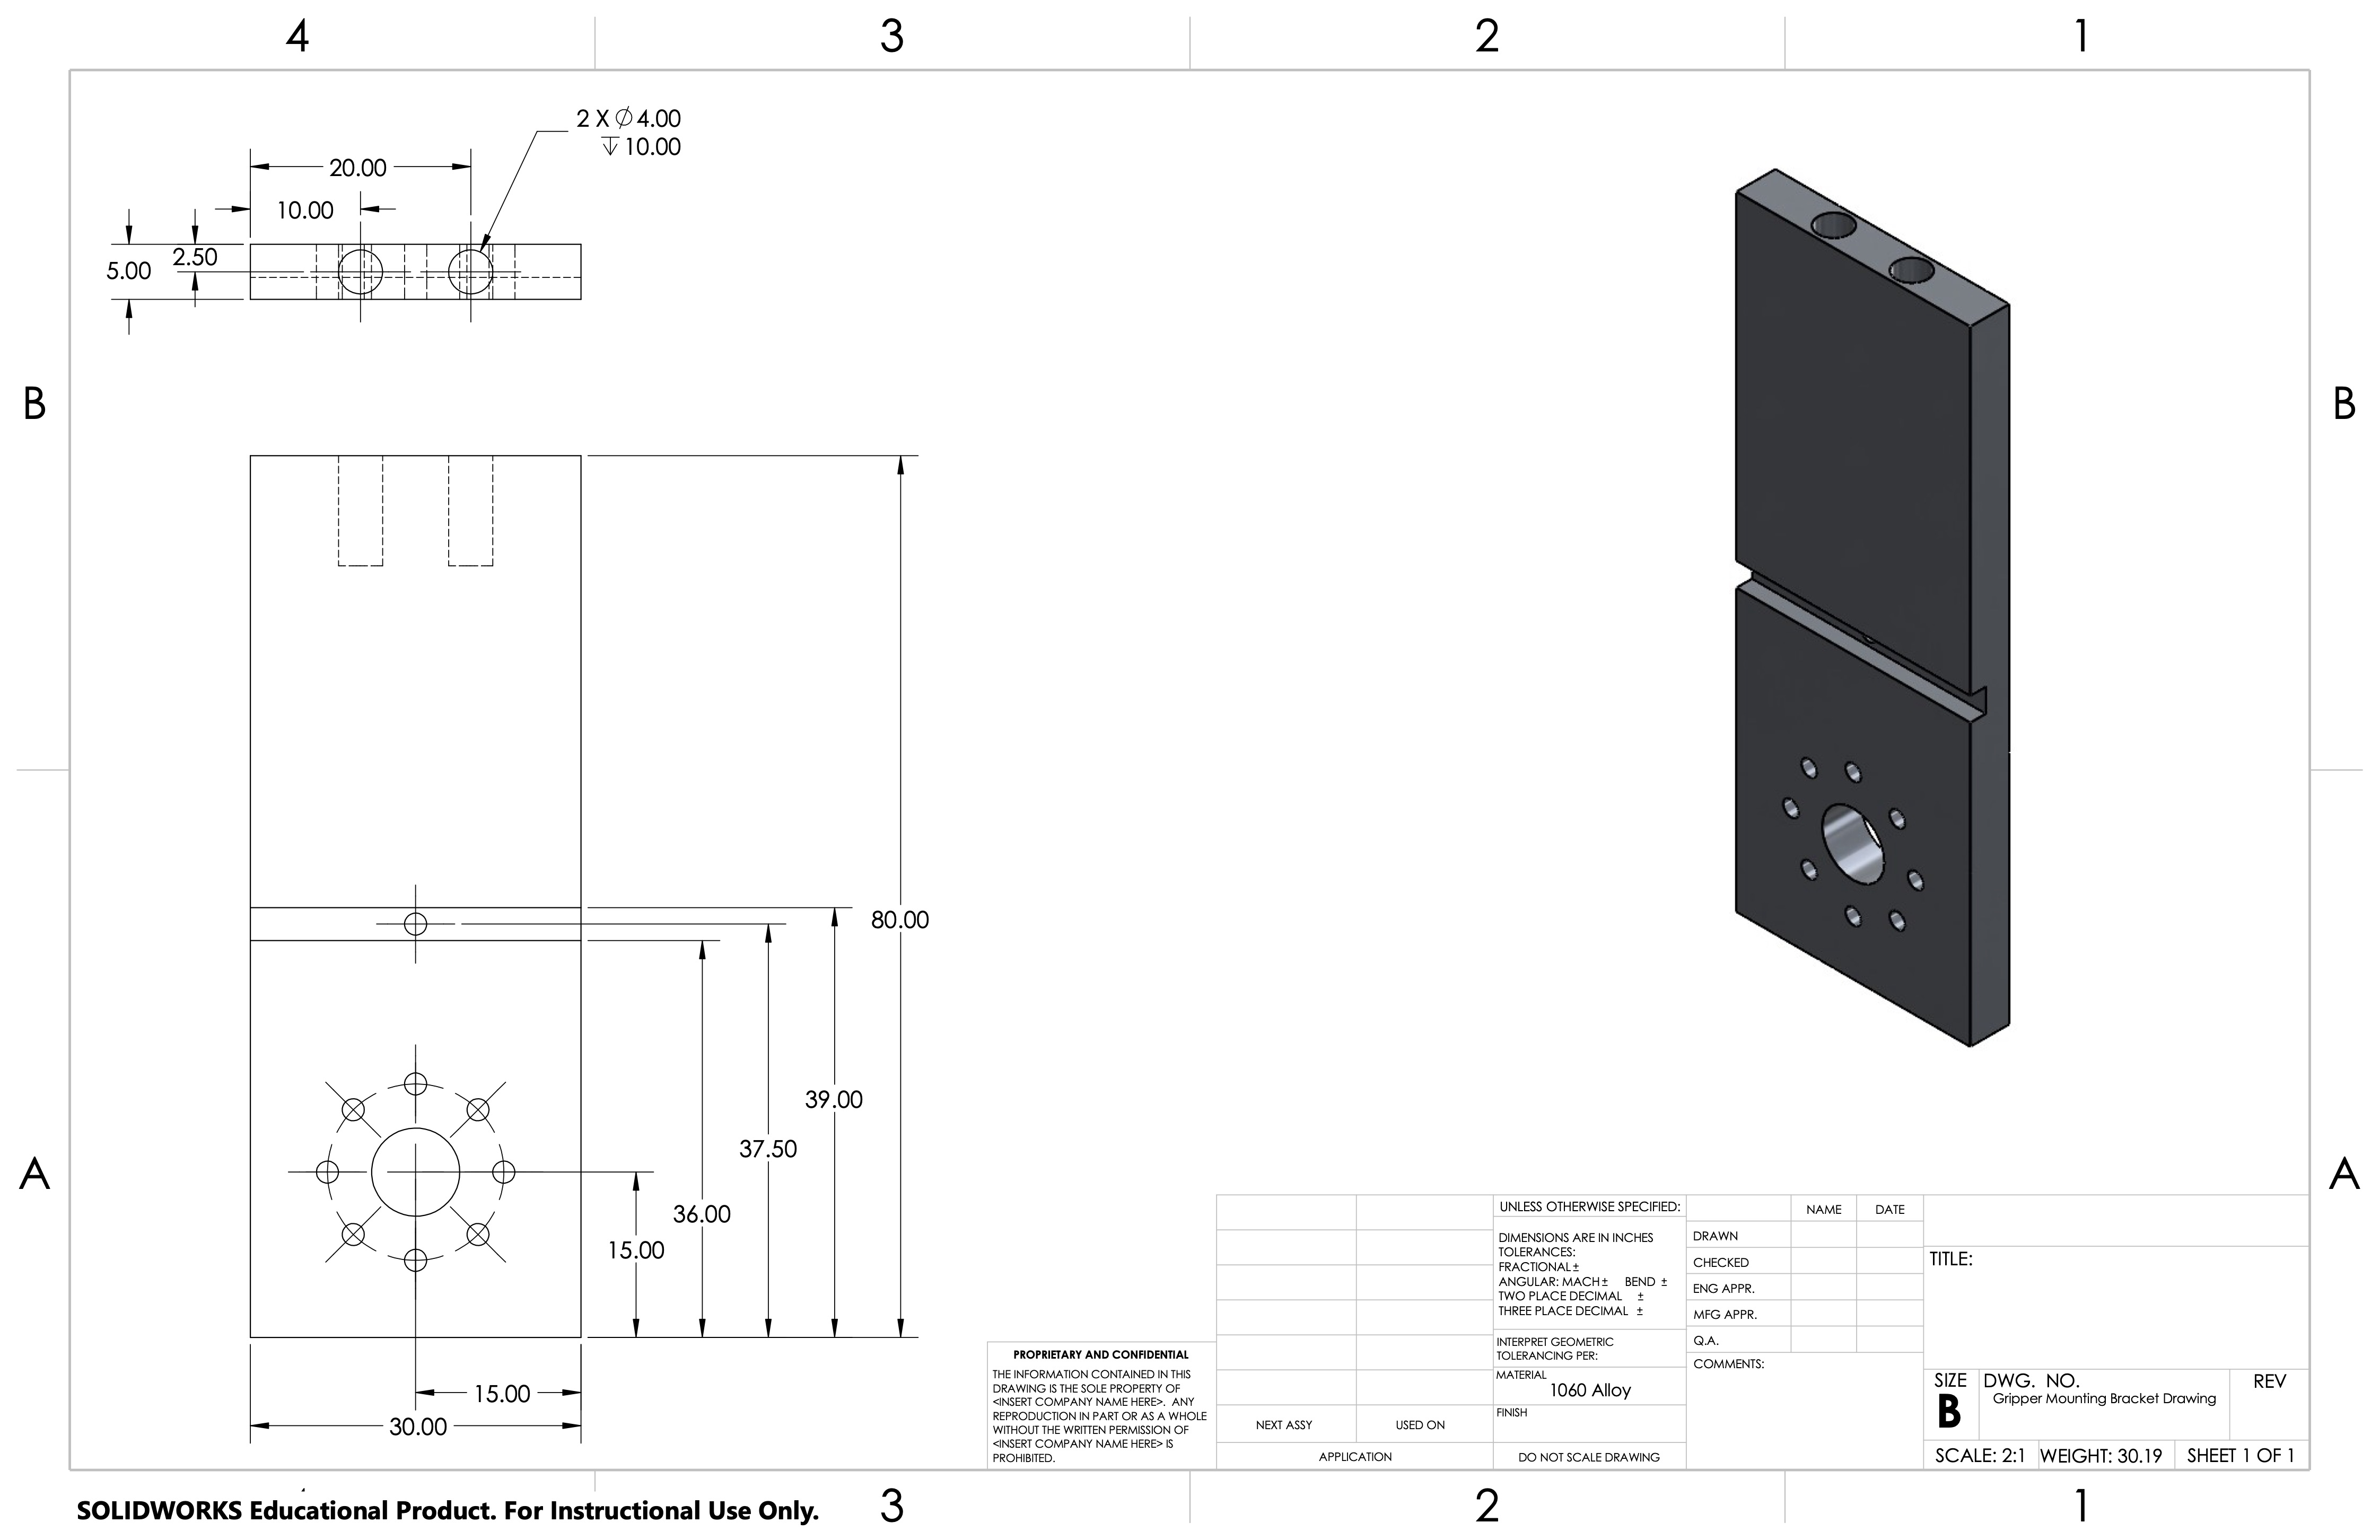 4
3
2
1
2 X ⌀ 4.00
↧ 10.00
20.00
10.00
2.50
5.00
B
B
80.00
39.00
37.50
36.00
15.00
A
A
15.00
30.00
UNLESS OTHERWISE SPECIFIED:
DIMENSIONS ARE IN INCHES
TOLERANCES:
FRACTIONAL ±
ANGULAR: MACH ± BEND ±
TWO PLACE DECIMAL ±
THREE PLACE DECIMAL ±
INTERPRET GEOMETRIC
TOLERANCING PER:
MATERIAL
1060 Alloy
FINISH
DO NOT SCALE DRAWING
NAME
DATE
DRAWN
CHECKED
ENG APPR.
MFG APPR.
Q.A.
COMMENTS:
TITLE:
SIZE
B
DWG. NO.
Gripper Mounting Bracket Drawing
REV
SCALE: 2:1
WEIGHT: 30.19
SHEET 1 OF 1
NEXT ASSY
USED ON
APPLICATION
PROPRIETARY AND CONFIDENTIAL
THE INFORMATION CONTAINED IN THIS
DRAWING IS THE SOLE PROPERTY OF
<INSERT COMPANY NAME HERE>. ANY
REPRODUCTION IN PART OR AS A WHOLE
WITHOUT THE WRITTEN PERMISSION OF
<INSERT COMPANY NAME HERE> IS
PROHIBITED.
SOLIDWORKS Educational Product. For Instructional Use Only.
3
2
1